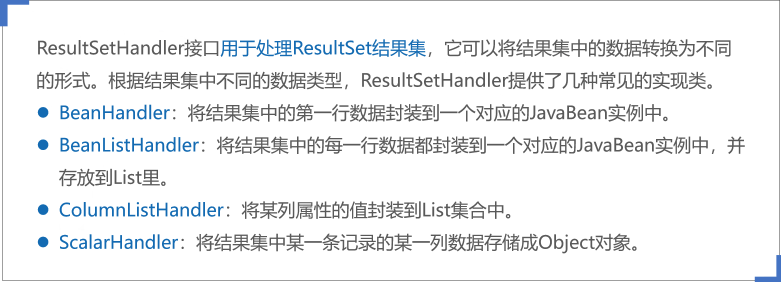 ResultSetHandler接口用于处理ResultSet结果集，它可以将结果集中的数据转换为不同
的形式。根据结果集中不同的数据类型，ResultSetHandler提供了几种常见的实现类。
● BeanHandler：将结果集中的第一行数据封装到一个对应的JavaBean实例中。
● BeanListHandler：将结果集中的每一行数据都封装到一个对应的JavaBean实例中，并
存放到List里。
● ColumnListHandler：将某列属性的值封装到List集合中。
● ScalarHandler：将结果集中某一条记录的某一列数据存储成Object对象。